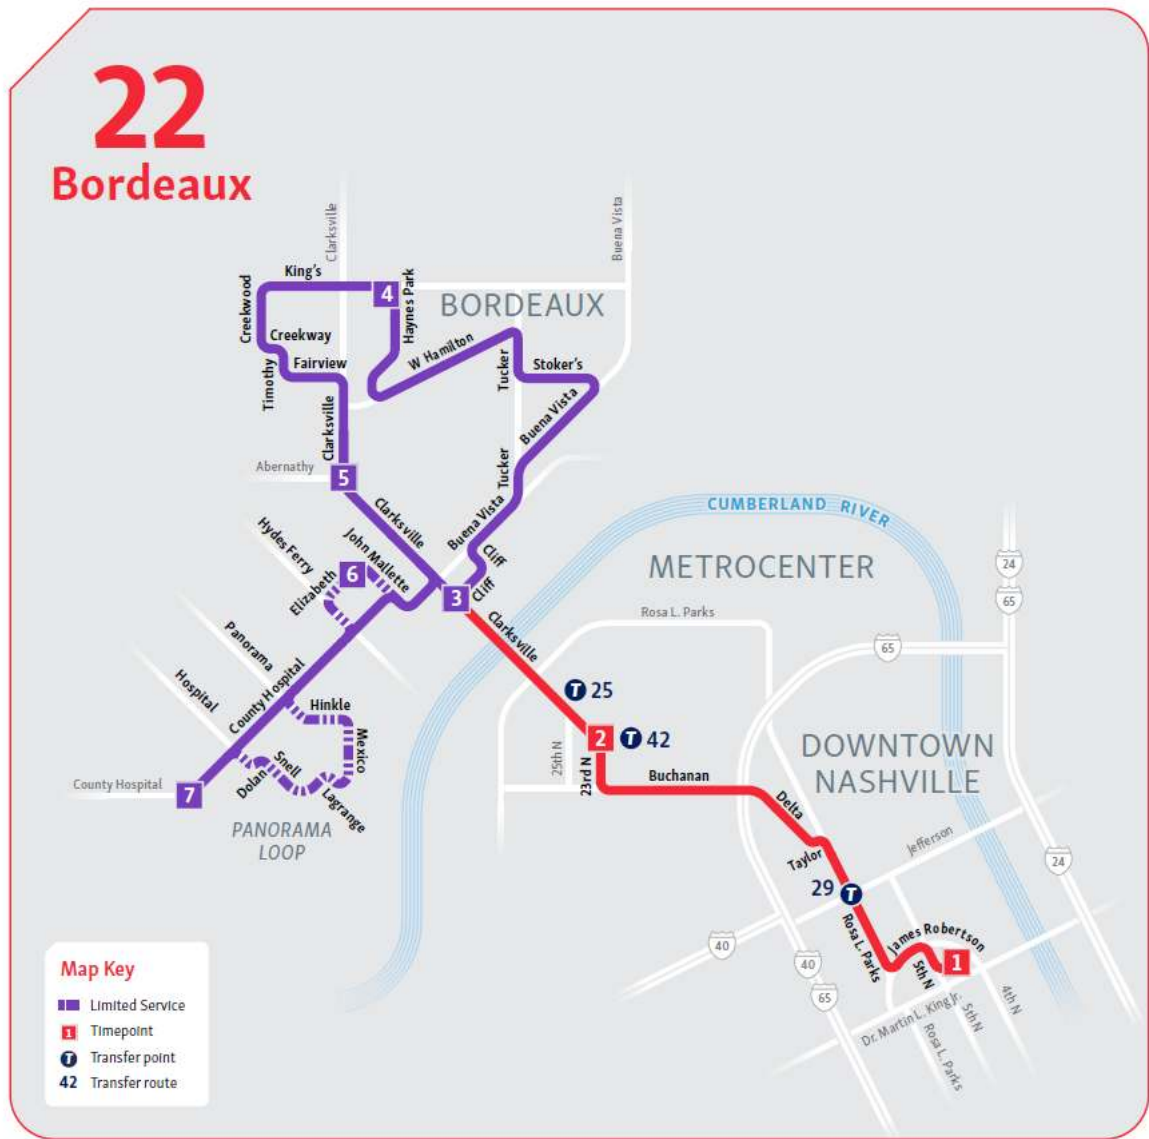 22
Bordeaux
Clarksville
Buena Vista
King's
Creekwood
4
Haynes Park
BORDEAUX
Creekway
W Hamilton
Timothy
Fairview
Tucker
Stoker's
Clarksville
Buena Vista
Abernathy
5
Tucker
Clarksville
Buena Vista
CUMBERLAND RIVER
Hydes Ferry
John Mallette
Cliff
METROCENTER
24
Elizabeth
6
3
Cliff
65
Clarksville
Rosa L. Parks
Panorama
65
Hospital
County Hospital
T 25
Hinkle
2
T 42
Mexico
25th N
23rd N
Buchanan
DOWNTOWN
NASHVILLE
County Hospital
7
Dolan
Snell
Lagrange
Delta
PANORAMA
LOOP
Taylor
Jefferson
24
29 T
Rosa L. Parks
James Robertson
40
40
65
5th N
1
4th N
5th N
Dr. Martin L. King Jr.
Rosa L. Parks
Map Key
Limited Service
1 Timepoint
T Transfer point
42 Transfer route